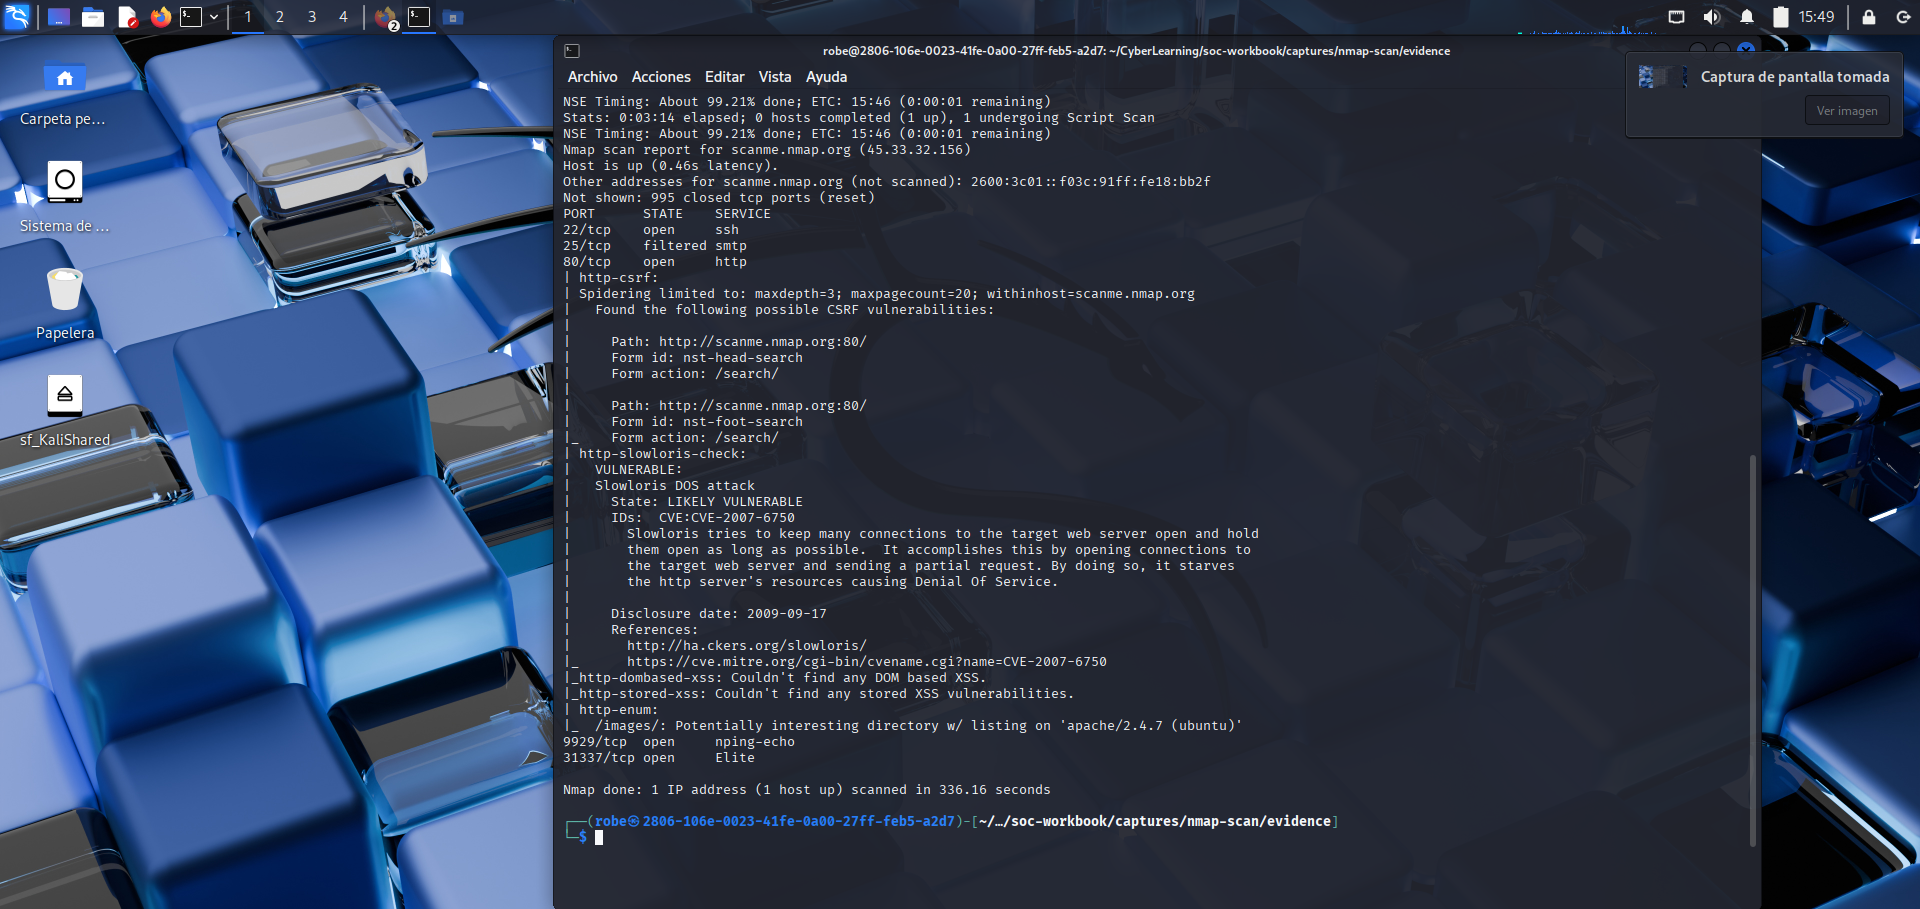 1 2 3 4
2
15:49
robe@2806-106e-0023-41fe-0a00-27ff-feb5-a2d7: ~/CyberLearning/soc-workbook/captures/nmap-scan/evidence
Archivo Acciones Editar Vista Ayuda
Captura de pantalla tomada
Ver imagen
Carpeta pe...
Sistema de ...
Papelera
sf_KaliShared
NSE Timing: About 99.21% done; ETC: 15:46 (0:00:01 remaining)
Stats: 0:03:14 elapsed; 0 hosts completed (1 up), 1 undergoing Script Scan
NSE Timing: About 99.21% done; ETC: 15:46 (0:00:01 remaining)
Nmap scan report for scanme.nmap.org (45.33.32.156)
Host is up (0.46s latency).
Other addresses for scanme.nmap.org (not scanned): 2600:3c01::f03c:91ff:fe18:bb2f
Not shown: 995 closed tcp ports (reset)
PORT      STATE    SERVICE
22/tcp    open     ssh
25/tcp    filtered smtp
80/tcp    open     http
| http-csrf:
| Spidering limited to: maxdepth=3; maxpagecount=20; withinhost=scanme.nmap.org
|   Found the following possible CSRF vulnerabilities:
|
|     Path: http://scanme.nmap.org:80/
|     Form id: nst-head-search
|     Form action: /search/
|
|     Path: http://scanme.nmap.org:80/
|     Form id: nst-foot-search
|_    Form action: /search/
| http-slowloris-check:
|   VULNERABLE:
|   Slowloris DOS attack
|     State: LIKELY VULNERABLE
|     IDs:  CVE:CVE-2007-6750
|       Slowloris tries to keep many connections to the target web server open and hold
|       them open as long as possible.  It accomplishes this by opening connections to
|       the target web server and sending a partial request. By doing so, it starves
|       the http server's resources causing Denial Of Service.
|
|     Disclosure date: 2009-09-17
|     References:
|       http://ha.ckers.org/slowloris/
|_      https://cve.mitre.org/cgi-bin/cvename.cgi?name=CVE-2007-6750
|_http-dombased-xss: Couldn't find any DOM based XSS.
|_http-stored-xss: Couldn't find any stored XSS vulnerabilities.
| http-enum:
|_  /images/: Potentially interesting directory w/ listing on 'apache/2.4.7 (ubuntu)'
9929/tcp  open     nping-echo
31337/tcp open     Elite
Nmap done: 1 IP address (1 host up) scanned in 336.16 seconds
┌──(robe㉿2806-106e-0023-41fe-0a00-27ff-feb5-a2d7)-[~/…/soc-workbook/captures/nmap-scan/evidence]
└─$